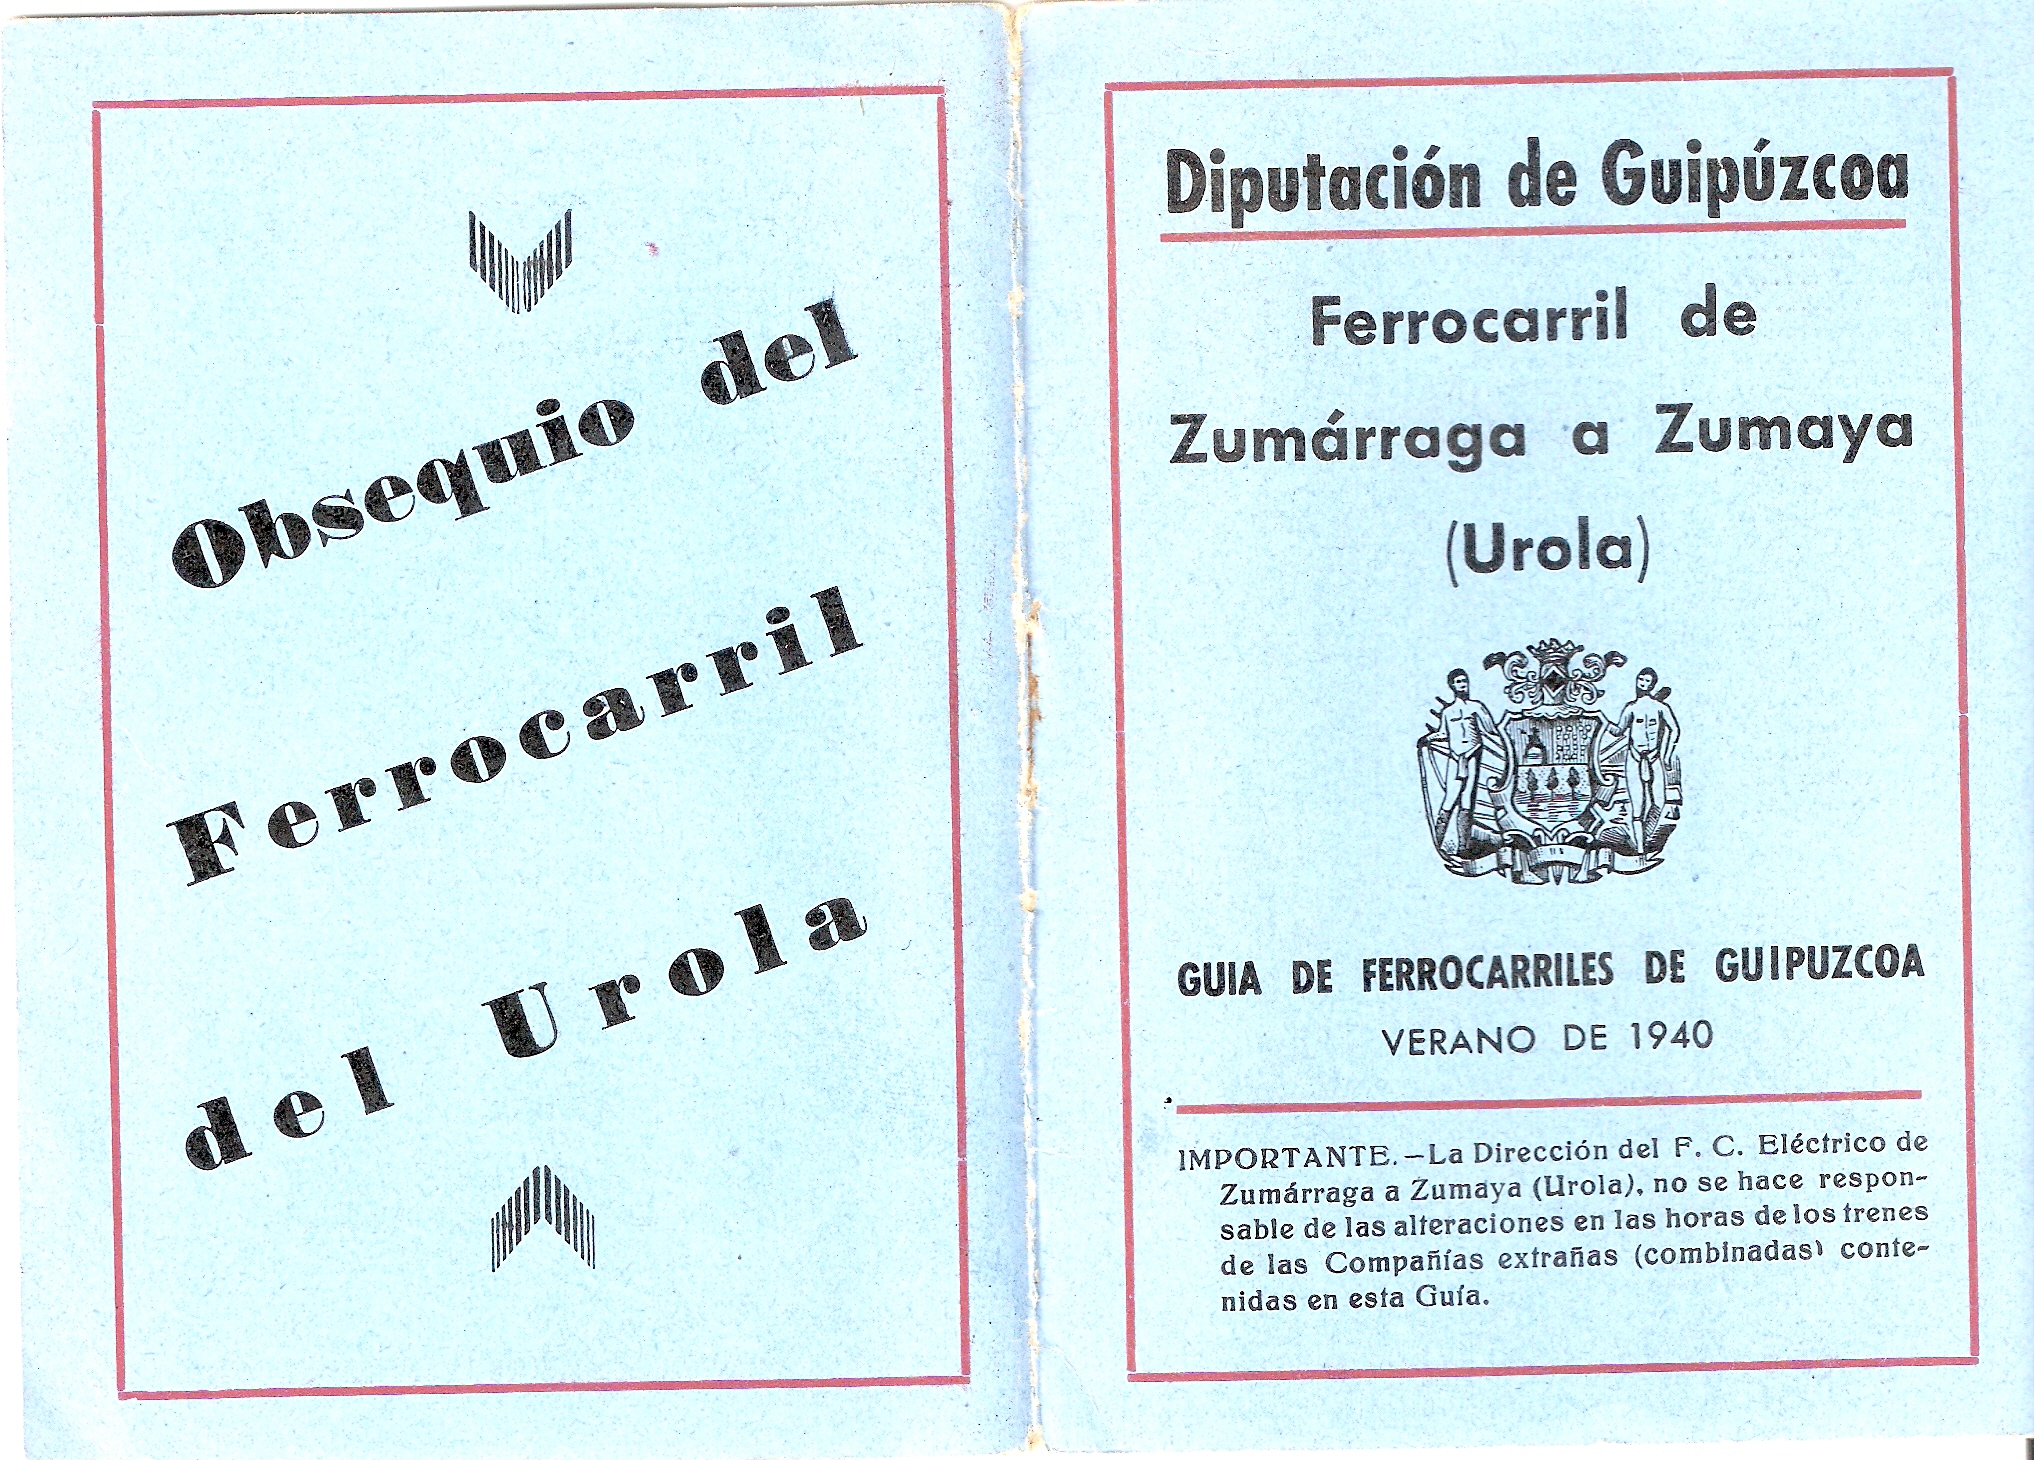 Obsequio del
Ferrocarril
del Urola
Diputación de Guipúzcoa
Ferrocarril de
Zumárraga a Zumaya
(Urola)
GUIA DE FERROCARRILES DE GUIPUZCOA
VERANO DE 1940
IMPORTANTE.—La Dirección del F. C. Eléctrico de
Zumárraga a Zumaya (Urola), no se hace respon-
sable de las alteraciones en las horas de los trenes
de las Compañías extrañas (combinadas) conte-
nidas en esta Guía.